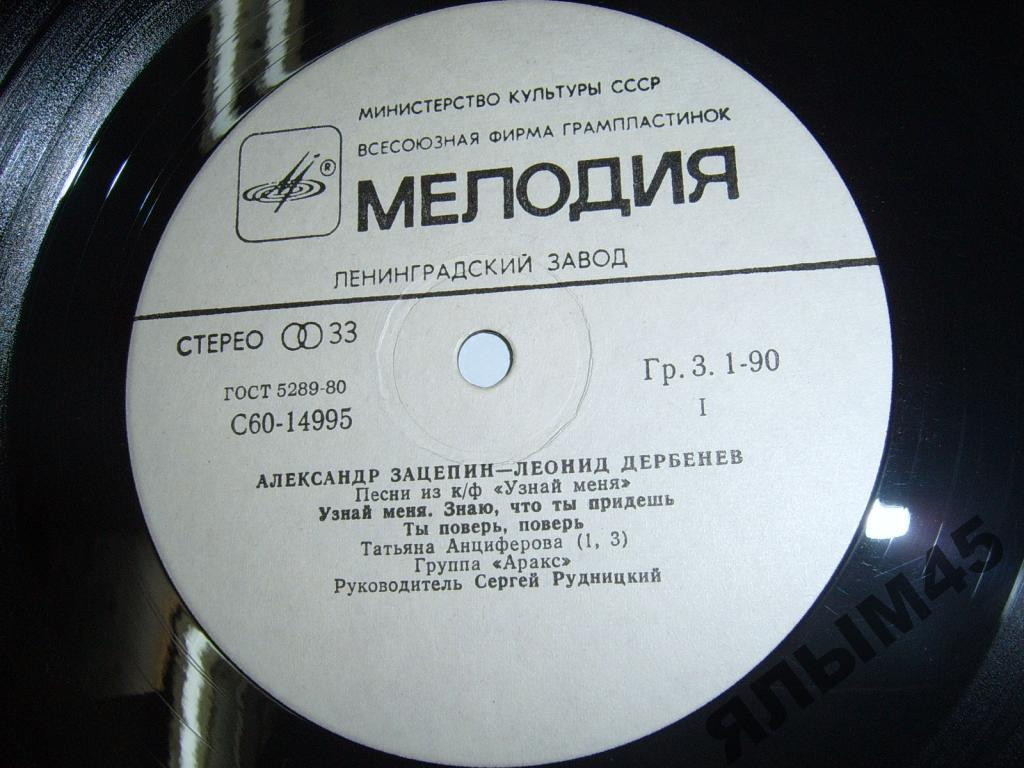 МИНИСТЕРСТВО КУЛЬТУРЫ СССР
ВСЕСОЮЗНАЯ ФИРМА ГРАМПЛАСТИНОК
®
МЕЛОДИЯ
ЛЕНИНГРАДСКИЙ ЗАВОД
СТЕРЕО 33
ГОСТ 5289-80
С60-14995
Гр. 3. 1-90
I
АЛЕКСАНДР ЗАЦЕПИН—ЛЕОНИД ДЕРБЕНЕВ
Песни из к/ф «Узнай меня»
Узнай меня. Знаю, что ты придешь
Ты поверь, поверь
Татьяна Анциферова (1, 3)
Группа «Аракс»
Руководитель Сергей Рудницкий
ЯЛЫМ45